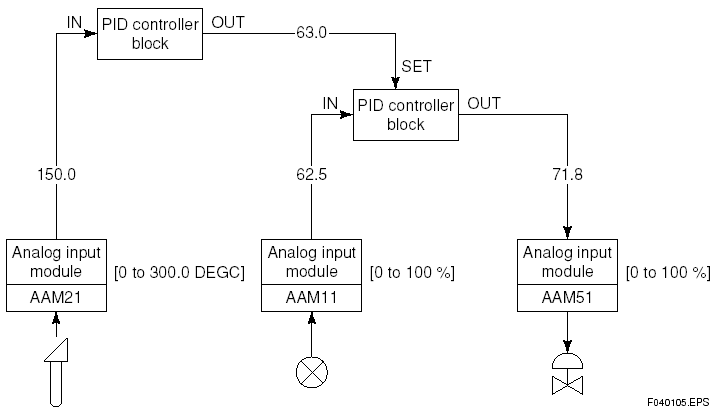 IN
PID controller
block
OUT
63.0
SET
IN
PID controller
block
OUT
150.0
62.5
71.8
Analog input
module
AAM21
[0 to 300.0 DEGC]
Analog input
module
AAM11
[0 to 100 %]
Analog input
module
AAM51
[0 to 100 %]
F040105.EPS